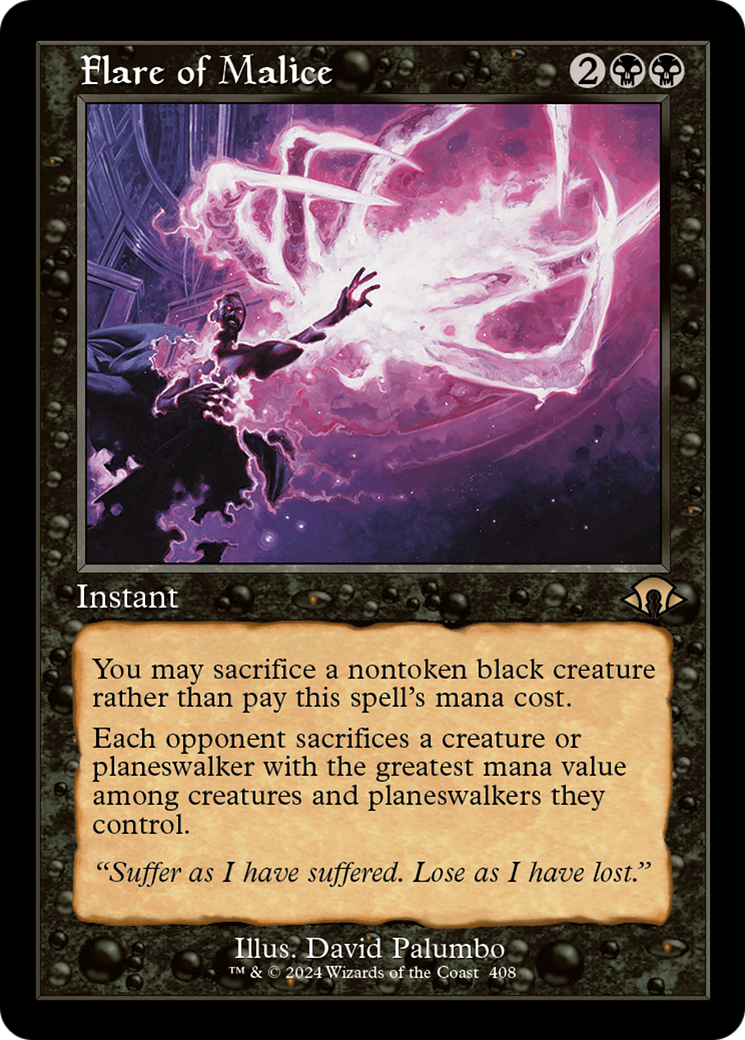 Flare of Malice 2
Instant
You may sacrifice a nontoken black creature
rather than pay this spell's mana cost.
Each opponent sacrifices a creature or
planeswalker with the greatest mana value
among creatures and planeswalkers they
control.
“Suffer as I have suffered. Lose as I have lost.”
Illus. David Palumbo
™ & © 2024 Wizards of the Coast 408